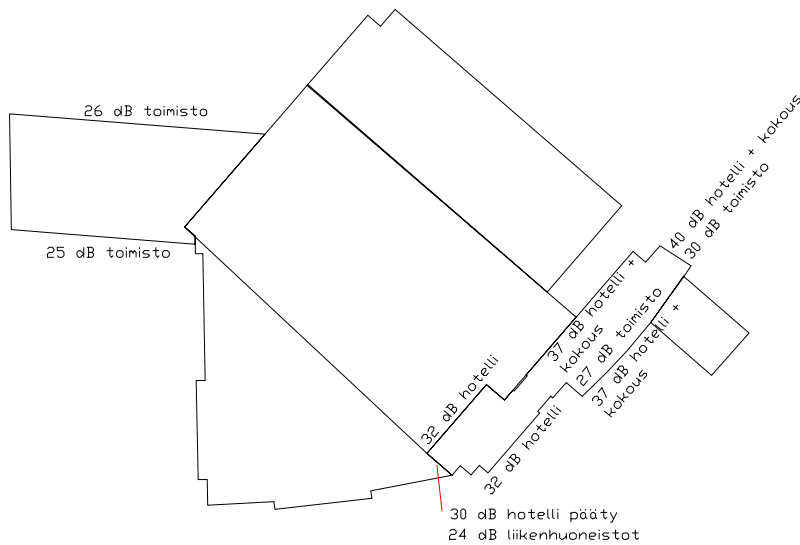 26 dB toimisto
25 dB toimisto
40 dB hotelli + kokous
30 dB toimisto
37 dB hotelli +
kokous
27 dB toimisto
37 dB hotelli +
kokous
32 dB hotelli
32 dB hotelli
30 dB hotelli pääty
24 dB liikenhuoneistot